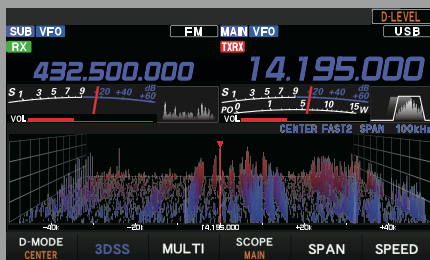 D-LEVEL
SUB VFO FM MAIN VFO USB
RX TXRX
432.500.000 14.195.000
S 1 3 5 7 9 20 +40 +60 dB S 1 3 5 7 9 20 +40 +60 dB
PO 0 1 5 10 15W
VOL VOL
CENTER FAST2 SPAN 100kHz
-40k -20k 14.195.000 +20k +40k
D-MODE 3DSS MULTI SCOPE SPAN SPEED
CENTER MAIN